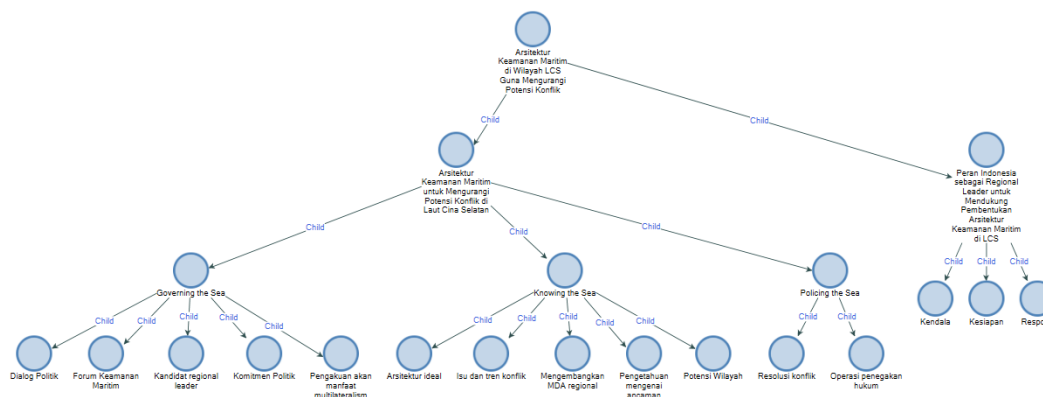 Arsitektur
Keamanan Maritim
di Wilayah LCS
Guna Mengurangi
Potensi Konflik
Child
Child
Arsitektur
Keamanan Maritim
untuk Mengurangi
Potensi Konflik di
Laut Cina Selatan
Peran Indonesia
sebagai Regional
Leader untuk
Mendukung
Pembentukan
Arsitektur
Keamanan Maritim
di LCS
Child
Child
Child
Child
Child
Child
Governing the Sea
Knowing the Sea
Policing the Sea
Kendala
Kesiapan
Child
Child
Child
Child
Child
Child
Child
Child
Child
Child
Child
Child
Dialog Politik
Forum Keamanan
Maritim
Kandidat regional
leader
Komitmen Politik
Pengakuan akan
manfaat
multilateralism
Arsitektur ideal
Isu dan tren konflik
Mengembangkan
MDA regional
Pengetahuan
mengenai
ancaman
Potensi Wilayah
Resolusi konflik
Operasi penegakan
hukum